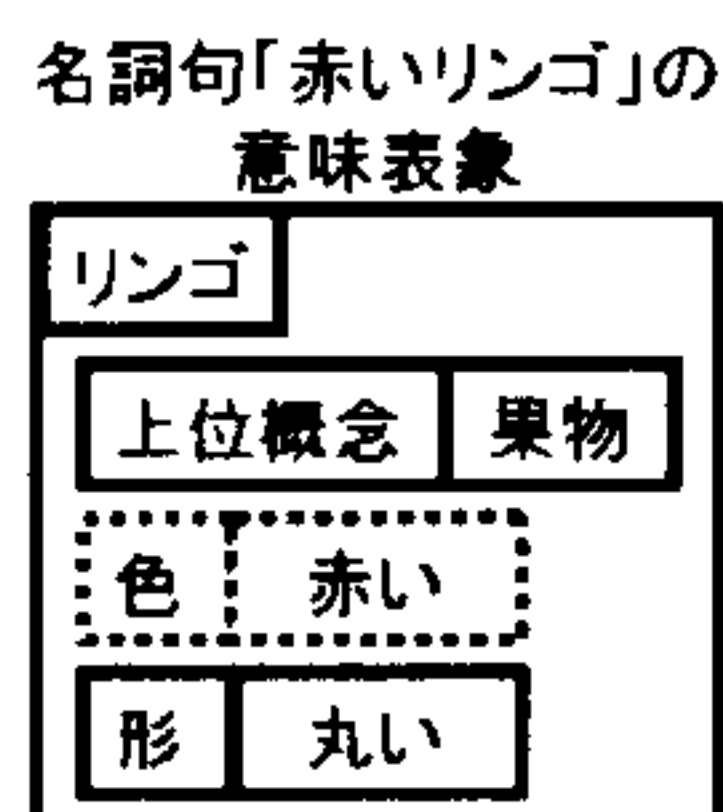 名詞句「赤いリンゴ」の
意味表象
リンゴ
上位概念 果物
色 赤い
形 丸い